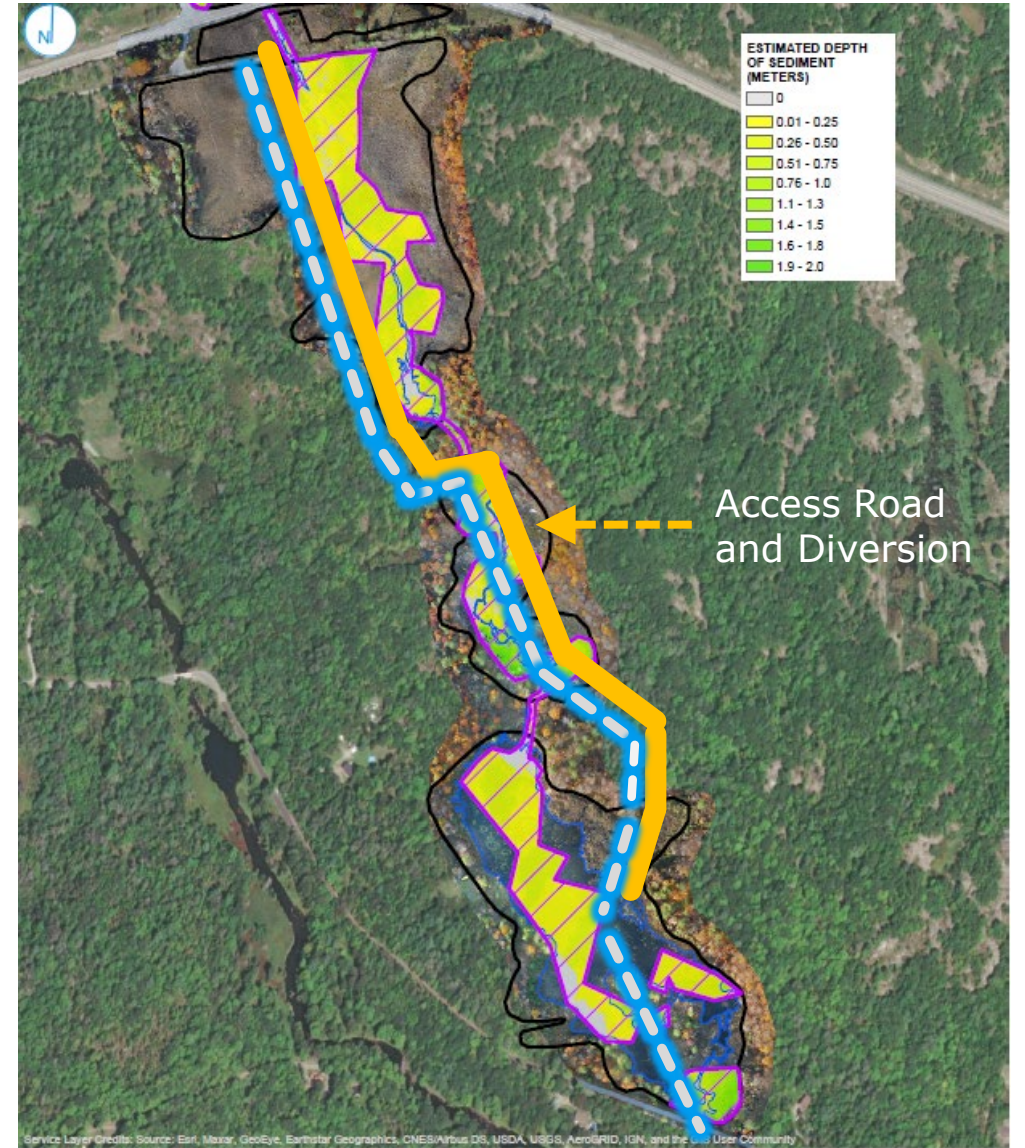 N
ESTIMATED DEPTH
OF SEDIMENT
(METERS)
0
0.01 - 0.25
0.26 - 0.50
0.51 - 0.75
0.76 - 1.0
1.1 - 1.3
1.4 - 1.5
1.6 - 1.8
1.9 - 2.0
Access Road
and Diversion
Service Layer Credits: Source: Esri, Maxar, GeoEye, Earthstar Geographics, CNES/Airbus DS, USDA, USGS, AeroGRID, IGN, and the GIS User Community